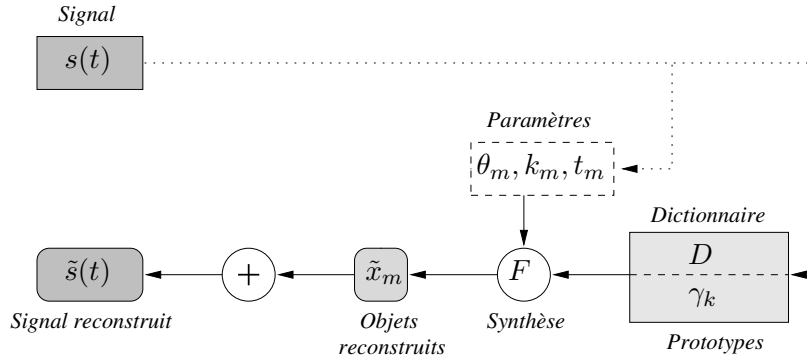 Signal
s(t)
Paramètres
θ_m, k_m, t_m
Dictionnaire
s̃(t)
+
x̃_m
F
D
γ_k
Signal reconstruit
Objets
reconstruits
Synthèse
Prototypes